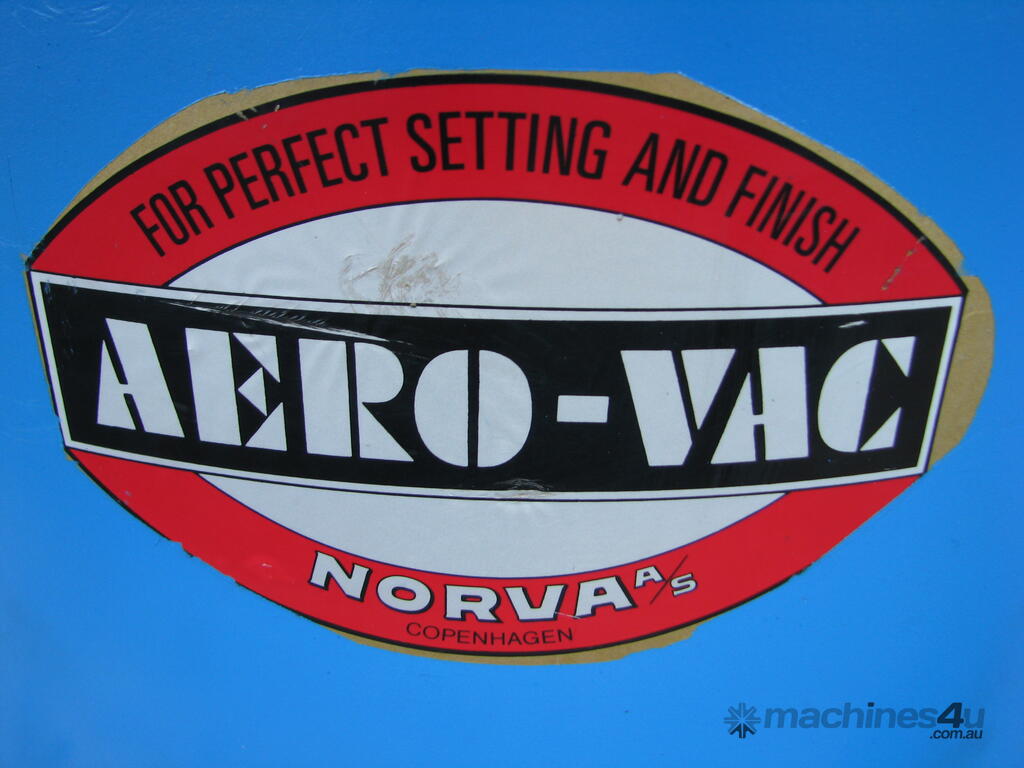 FOR PERFECT SETTING AND FINISH
AERO-VAC
NORVA A/S
COPENHAGEN
machines4u
.com.au